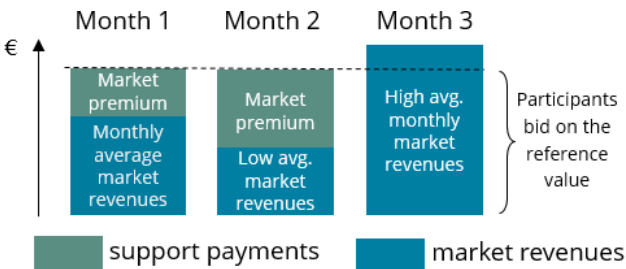 Month 1
Month 2
Month 3
€
Market
premium
Monthly
average
market
revenues
Market
premium
Low avg.
market
revenues
High avg.
monthly
market
revenues
Participants
bid on the
reference
value
support payments
market revenues